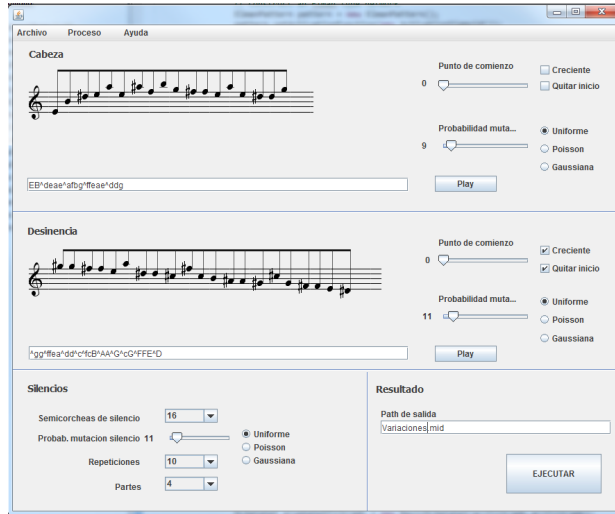 Archivo Proceso Ayuda
Cabeza
Punto de comienzo
0
Creciente
Quitar inicio
Probabilidad muta...
9
Uniforme
Poisson
Gaussiana
EB^deae^afbg^ffeae^ddg
Play
Desinencia
Punto de comienzo
0
Creciente
Quitar inicio
Probabilidad muta...
11
Uniforme
Poisson
Gaussiana
^gg^ffea^dd^c^fcB^AA^G^cG^FFE^D
Play
Silencios
Semicorcheas de silencio 16
Probab. mutacion silencio 11
Uniforme
Poisson
Gaussiana
Repeticiones 10
Partes 4
Resultado
Path de salida
Variaciones.mid
EJECUTAR